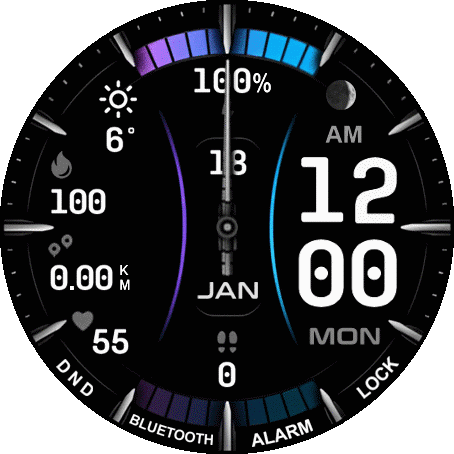 100%
6°
AM
18
100
12
00
0.00 KM
JAN
55
MON
0
DND
BLUETOOTH
ALARM
LOCK